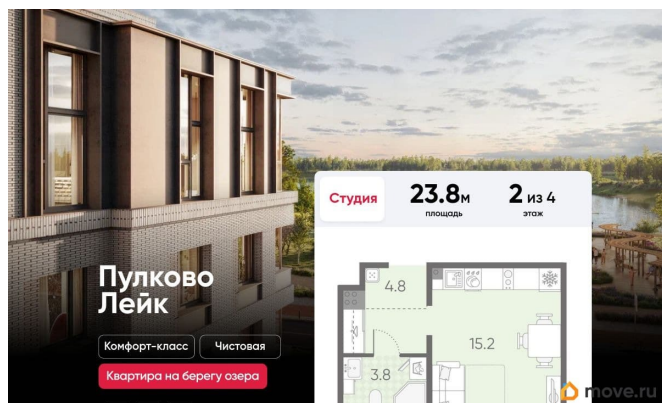 Студия
23.8м
площадь
2 из 4
этаж
4.8
15.2
3.8
Пулково
Лейк
Комфорт-класс
Чистовая
Квартира на берегу озера
move.ru